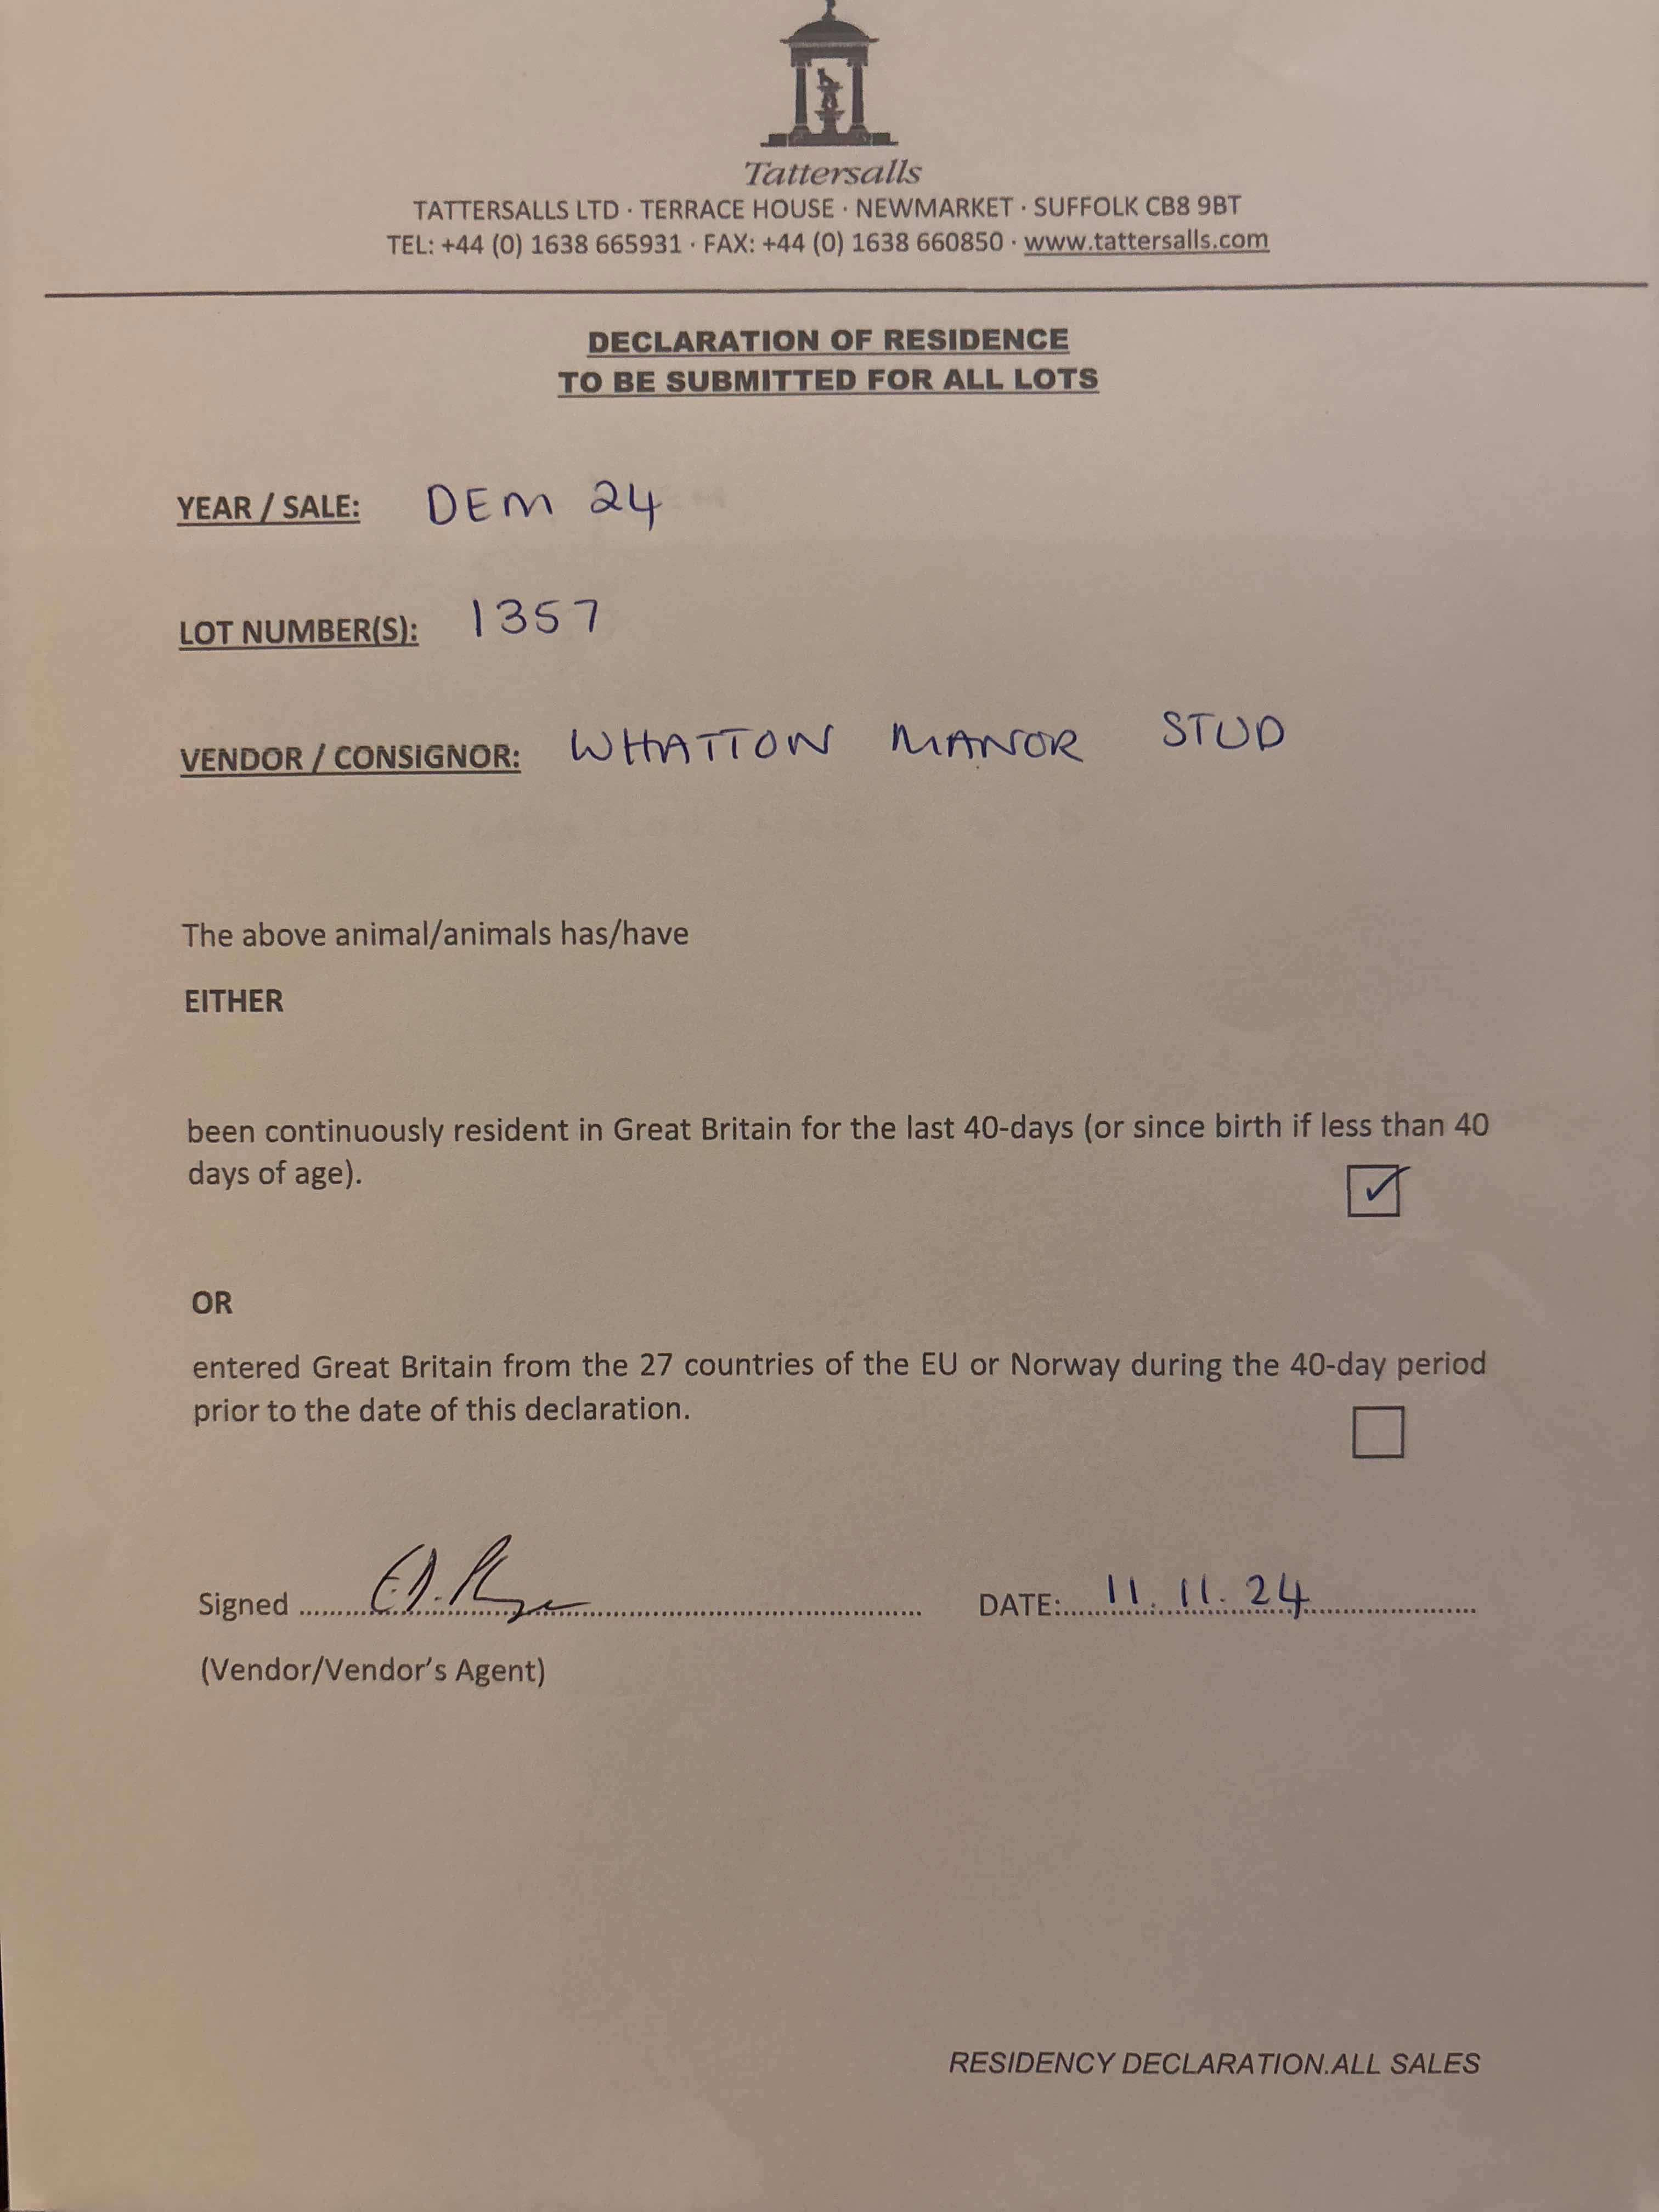 Tattersalls
TATTERSALLS LTD · TERRACE HOUSE · NEWMARKET · SUFFOLK CB8 9BT
TEL: +44 (0) 1638 665931 · FAX: +44 (0) 1638 660850 · www.tattersalls.com
DECLARATION OF RESIDENCE
TO BE SUBMITTED FOR ALL LOTS
YEAR / SALE: DEM 24
LOT NUMBER(S): 1357
VENDOR / CONSIGNOR: WHATTON MANOR STUD
The above animal/animals has/have
EITHER
been continuously resident in Great Britain for the last 40-days (or since birth if less than 40
days of age).
OR
entered Great Britain from the 27 countries of the EU or Norway during the 40-day period
prior to the date of this declaration.
Signed ........ DATE:.....11.11.24.....
(Vendor/Vendor's Agent)
RESIDENCY DECLARATION.ALL SALES